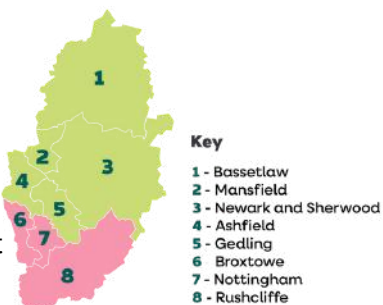 1
2
3
4
5
6
7
8
Key
1 - Bassetlaw
2 - Mansfield
3 - Newark and Sherwood
4 - Ashfield
5 - Gedling
6 Broxtowe
7 - Nottingham
8 - Rushcliffe